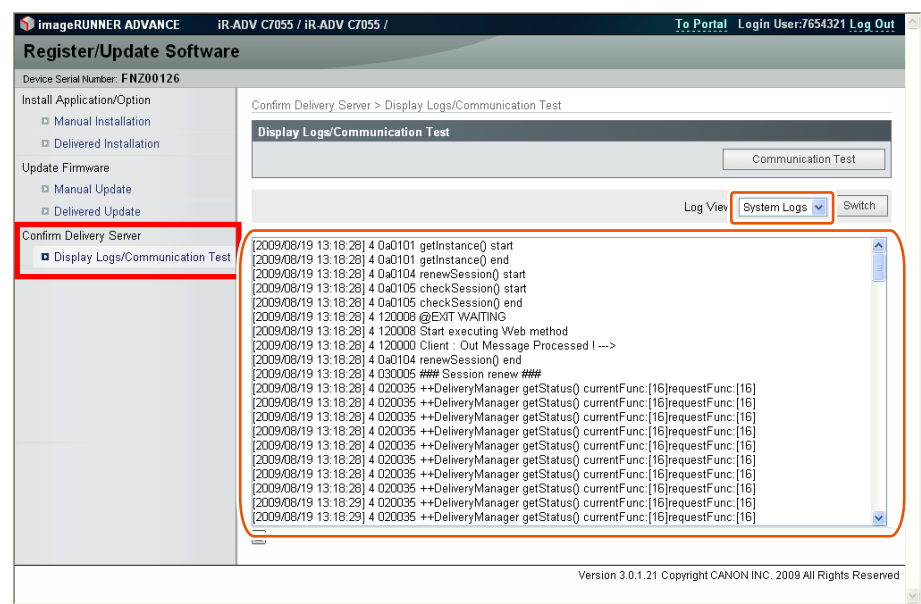 imageRUNNER ADVANCE iR-ADV C7055 / iR-ADV C7055 / To Portal Login User:7654321 Log Out
Register/Update Software
Device Serial Number: FNZ00126
Install Application/Option
Manual Installation
Delivered Installation
Update Firmware
Manual Update
Delivered Update
Confirm Delivery Server
Display Logs/Communication Test
Confirm Delivery Server > Display Logs/Communication Test
Display Logs/Communication Test
Communication Test
Log View System Logs Switch
[2009/08/19 13:18:28] 4 0a0101 getInstance() start
[2009/08/19 13:18:28] 4 0a0101 getInstance() end
[2009/08/19 13:18:28] 4 0a0104 renewSession() start
[2009/08/19 13:18:28] 4 0a0105 checkSession() start
[2009/08/19 13:18:28] 4 0a0105 checkSession() end
[2009/08/19 13:18:28] 4 120008 @EXIT WAITING
[2009/08/19 13:18:28] 4 120008 Start executing Web method
[2009/08/19 13:18:28] 4 120000 Client : Out Message Processed ! --->
[2009/08/19 13:18:28] 4 0a0104 renewSession() end
[2009/08/19 13:18:28] 4 030005 ### Session renew ###
[2009/08/19 13:18:28] 4 020035 ++DeliveryManager getStatus() currentFunc:[16]requestFunc:[16]
[2009/08/19 13:18:28] 4 020035 ++DeliveryManager getStatus() currentFunc:[16]requestFunc:[16]
[2009/08/19 13:18:28] 4 020035 ++DeliveryManager getStatus() currentFunc:[16]requestFunc:[16]
[2009/08/19 13:18:28] 4 020035 ++DeliveryManager getStatus() currentFunc:[16]requestFunc:[16]
[2009/08/19 13:18:28] 4 020035 ++DeliveryManager getStatus() currentFunc:[16]requestFunc:[16]
[2009/08/19 13:18:28] 4 020035 ++DeliveryManager getStatus() currentFunc:[16]requestFunc:[16]
[2009/08/19 13:18:28] 4 020035 ++DeliveryManager getStatus() currentFunc:[16]requestFunc:[16]
[2009/08/19 13:18:28] 4 020035 ++DeliveryManager getStatus() currentFunc:[16]requestFunc:[16]
[2009/08/19 13:18:29] 4 020035 ++DeliveryManager getStatus() currentFunc:[16]requestFunc:[16]
[2009/08/19 13:18:29] 4 020035 ++DeliveryManager getStatus() currentFunc:[16]requestFunc:[16]
Version 3.0.1.21 Copyright CANON INC. 2009 All Rights Reserved